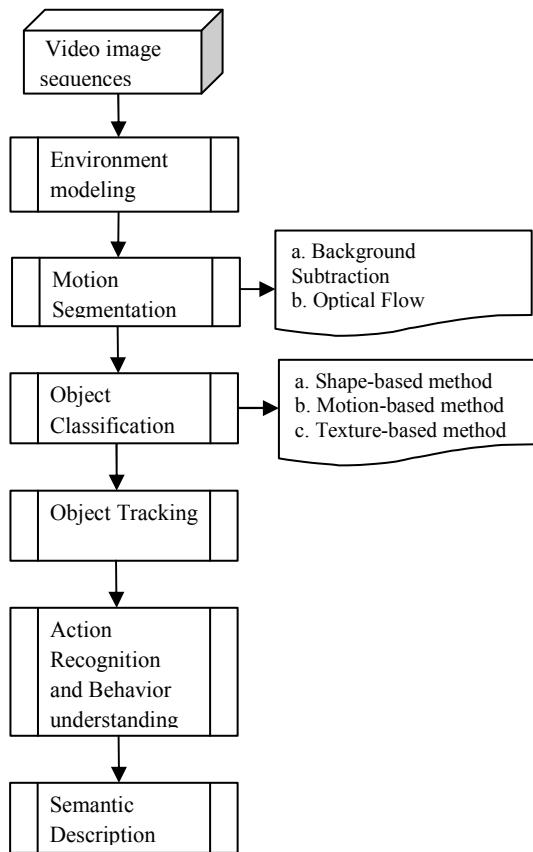 Video image
sequences
Environment
modeling
Motion
Segmentation
a. Background
Subtraction
b. Optical Flow
Object
Classification
a. Shape-based method
b. Motion-based method
c. Texture-based method
Object Tracking
Action
Recognition
and Behavior
understanding
Semantic
Description